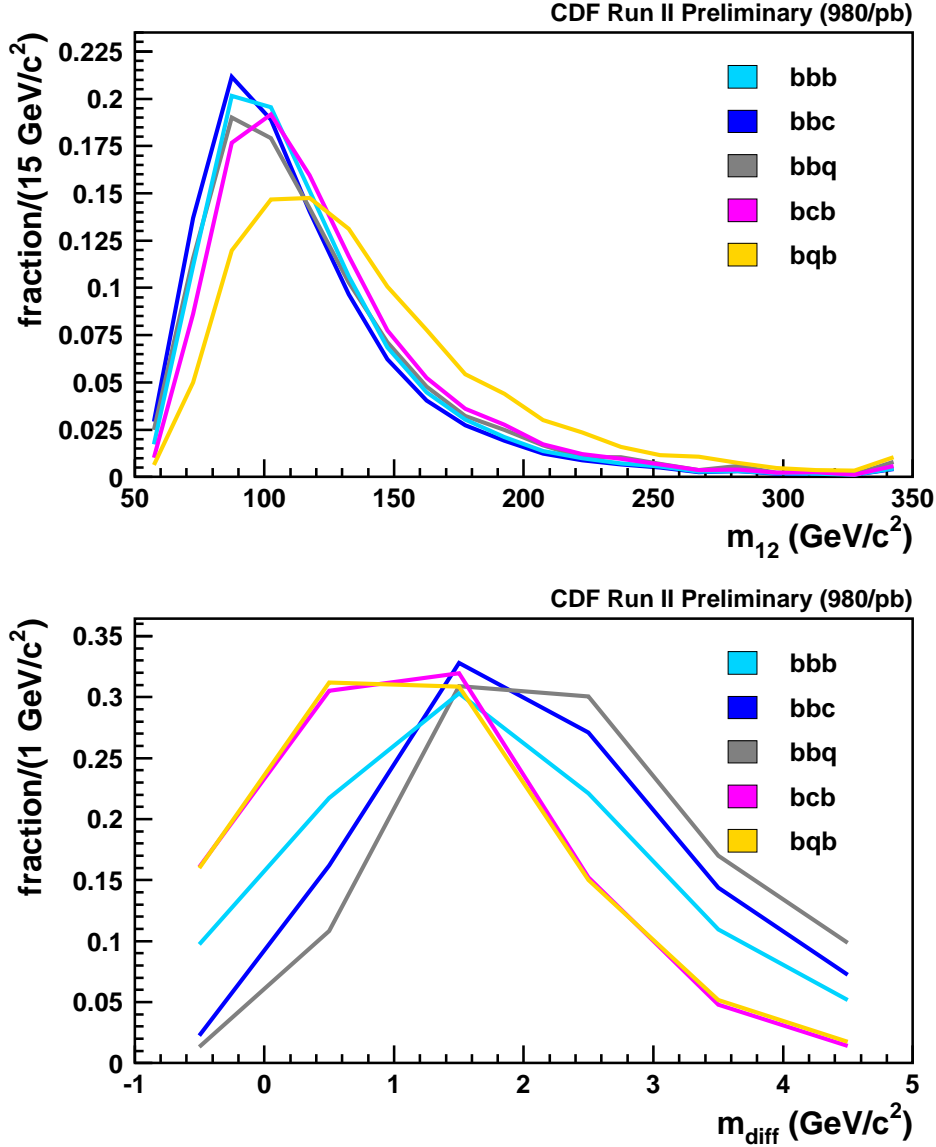 CDF Run II Preliminary (980/pb)
fraction/(15 GeV/c²)
0.225
0.2
0.175
0.15
0.125
0.1
0.075
0.05
0.025
0
bbb
bbc
bbq
bcb
bqb
50 100 150 200 250 300 350
m₁₂ (GeV/c²)
CDF Run II Preliminary (980/pb)
fraction/(1 GeV/c²)
0.35
0.3
0.25
0.2
0.15
0.1
0.05
0
bbb
bbc
bbq
bcb
bqb
-1 0 1 2 3 4 5
m_diff (GeV/c²)